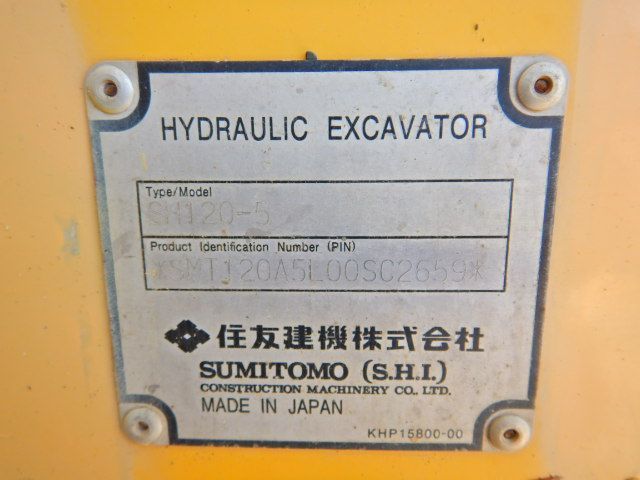 HYDRAULIC EXCAVATOR
Type/Model
SH120-5
Product Identification Number (PIN)
*SMT120A5L00SC2659*
住友建機株式会社
SUMITOMO (S.H.I.)
CONSTRUCTION MACHINERY CO., LTD.
MADE IN JAPAN
KHP15800-00